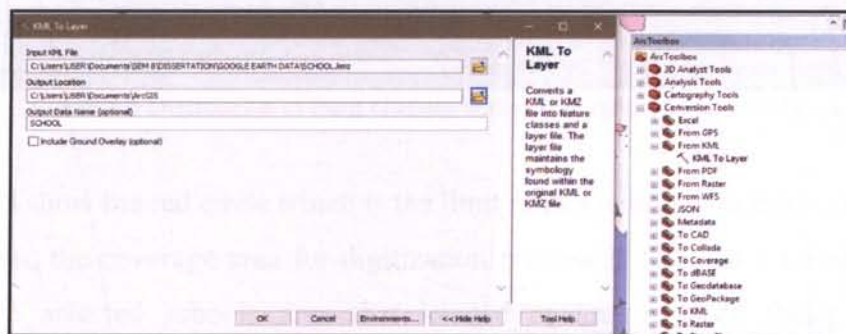 KML To Layer
Input KML File
C:\Users\USER\Documents\SEM 8\DISSERTATION\GOOGLE EARTH DATA\SCHOOL.kmz
Output Location
C:\Users\USER\Documents\ArcGIS
Output Data Name (optional)
SCHOOL
Include Ground Overlay (optional)
OK
Cancel
Environments...
<< Hide Help
Tool Help
KML To
Layer
Converts a
KML or KMZ
file into feature
classes and a
layer file. The
layer file
maintains the
symbology
found within the
original KML or
KMZ file
ArcToolbox
ArcToolbox
3D Analyst Tools
Analysis Tools
Cartography Tools
Conversion Tools
Excel
From GPS
From KML
KML To Layer
From PDF
From Raster
From WFS
JSON
Metadata
To CAD
To Collada
To Coverage
To dBASE
To Geodatabase
To GeoPackage
To KML
To Raster